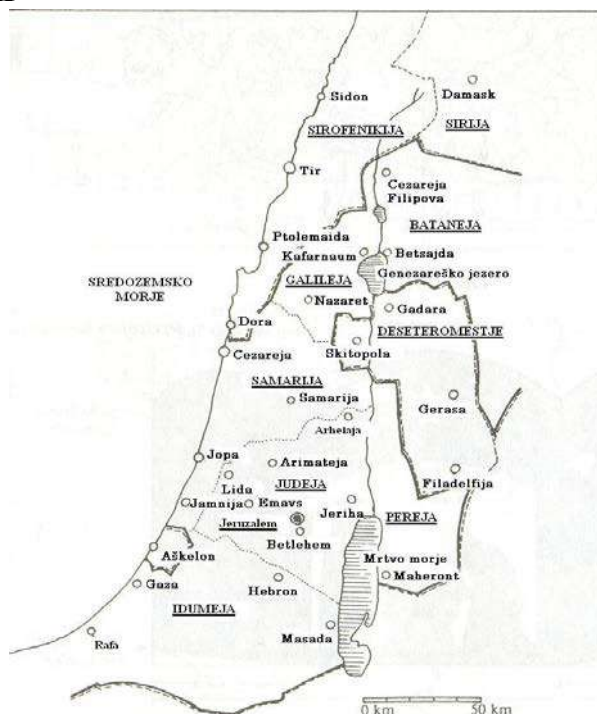 Sidon
Damask
SIROFENIKIJA
SIRIJA
Tir
Cezareja
Filipova
BATANEJA
Ptolemaida
Kafarnaum
Betsajda
Genezareško jezero
GALILEJA
SREDOZEMSKO
MORJE
Nazaret
Gadara
Dora
DESETEROMESTJE
Skitopola
Cezareja
SAMARIJA
Samarija
Gerasa
Arhelaja
Jopa
Arimateja
Filadelfija
Lida
JUDEJA
Jamnija
Emavs
Jeriha
PEREJA
Jeruzalem
Betlehem
Aškelon
Mrtvo morje
Maheront
Gaza
Hebron
IDUMEJA
Masada
Rafa
0 km
50 km